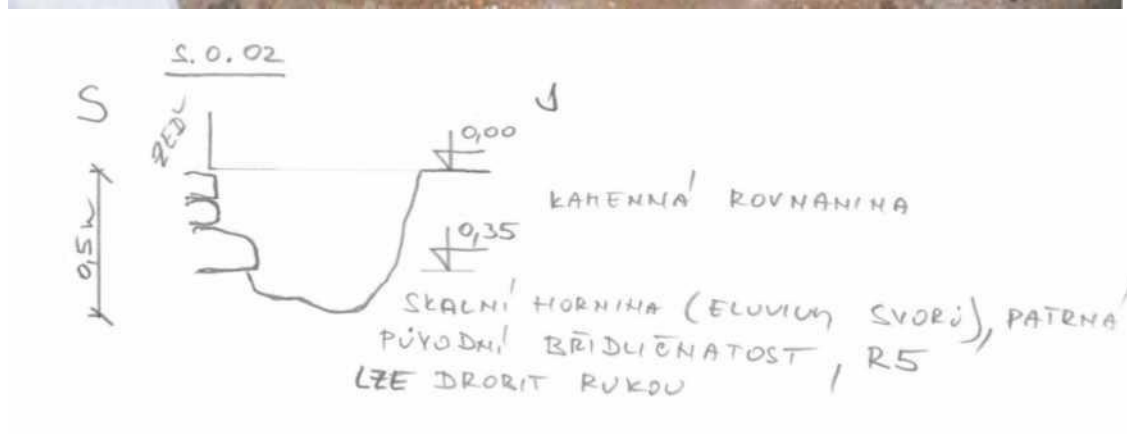 S.0.02
S
J
ZEĎ
0,00
KAMENNÁ ROVNANINA
0,5m
0,35
SKALNÍ HORNINA (ELUVIUM SVORŮ), PATRNÁ
PŮVODNÍ BŘIDLIČNATOST, R5
LZE DROBIT RUKOU